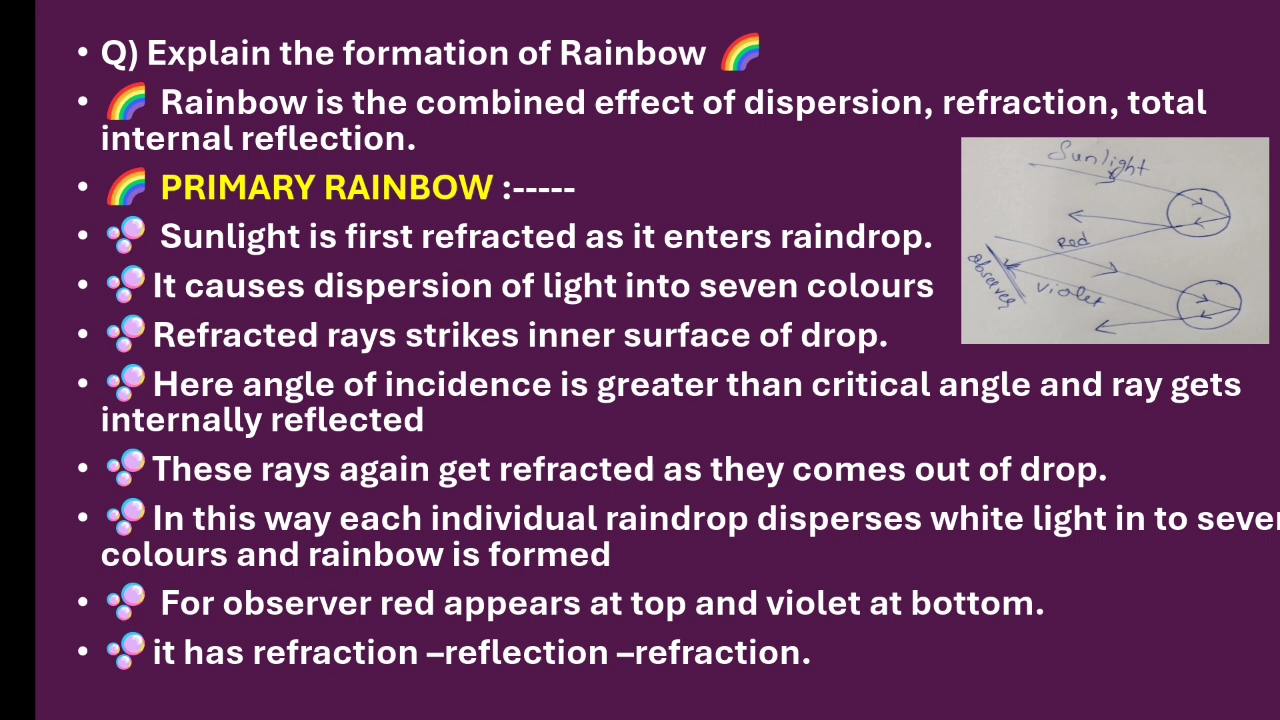 • Q) Explain the formation of Rainbow 🌈
• 🌈 Rainbow is the combined effect of dispersion, refraction, total
internal reflection.
• 🌈 PRIMARY RAINBOW :-----
• 🫧 Sunlight is first refracted as it enters raindrop.
• 🫧 It causes dispersion of light into seven colours
• 🫧 Refracted rays strikes inner surface of drop.
• 🫧 Here angle of incidence is greater than critical angle and ray gets
internally reflected
• 🫧 These rays again get refracted as they comes out of drop.
• 🫧 In this way each individual raindrop disperses white light in to seven
colours and rainbow is formed
• 🫧 For observer red appears at top and violet at bottom.
• 🫧 it has refraction –reflection –refraction.
Sunlight
Red
observer
violet